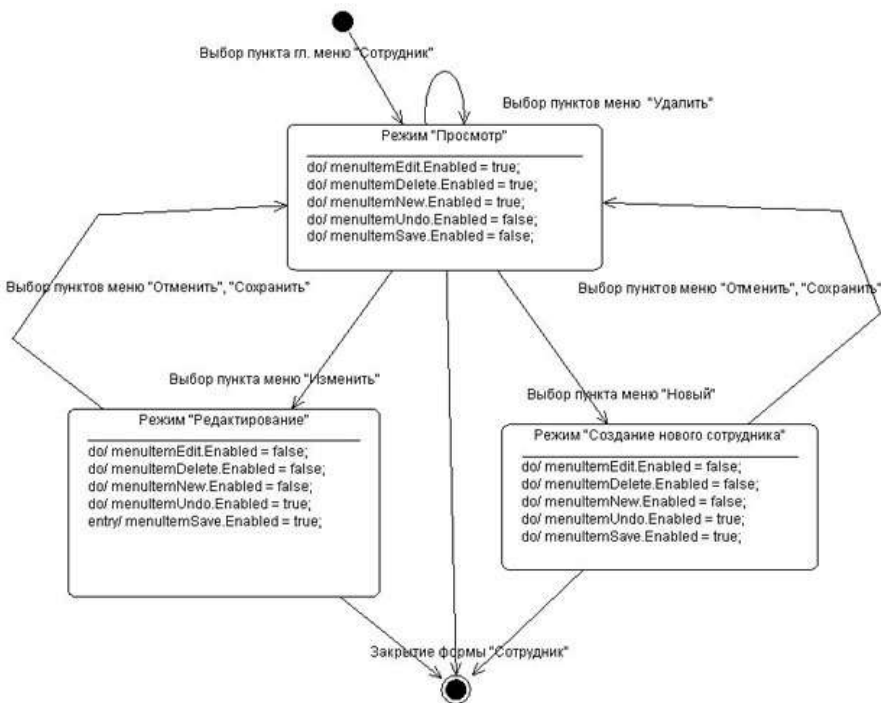 Выбор пункта гл. меню "Сотрудник"
Выбор пунктов меню "Удалить"
Режим "Просмотр"
do/ menuItemEdit.Enabled = true;
do/ menuItemDelete.Enabled = true;
do/ menuItemNew.Enabled = true;
do/ menuItemUndo.Enabled = false;
do/ menuItemSave.Enabled = false;
Выбор пунктов меню "Отменить", "Сохранить"
Выбор пунктов меню "Отменить", "Сохранить"
Выбор пункта меню "Изменить"
Выбор пункта меню "Новый"
Режим "Редактирование"
do/ menuItemEdit.Enabled = false;
do/ menuItemDelete.Enabled = false;
do/ menuItemNew.Enabled = false;
do/ menuItemUndo.Enabled = true;
entry/ menuItemSave.Enabled = true;
Режим "Создание нового сотрудника"
do/ menuItemEdit.Enabled = false;
do/ menuItemDelete.Enabled = false;
do/ menuItemNew.Enabled = false;
do/ menuItemUndo.Enabled = true;
do/ menuItemSave.Enabled = true;
Закрытие формы "Сотрудник"